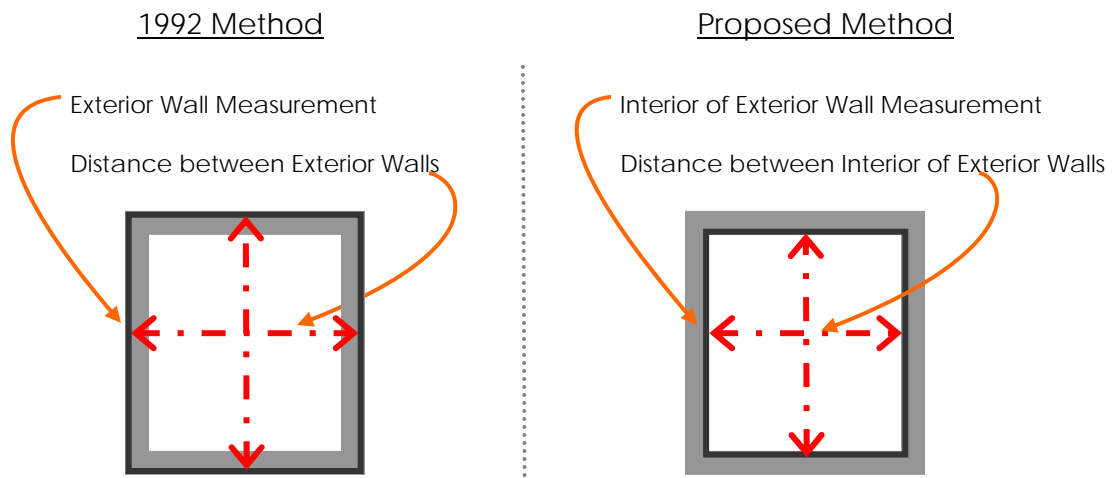 1992 Method
Exterior Wall Measurement
Distance between Exterior Walls
Proposed Method
Interior of Exterior Wall Measurement
Distance between Interior of Exterior Walls